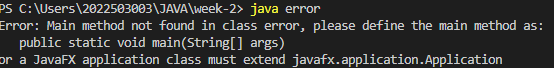 PS C:\Users\2022503003\JAVA\week-2> java error
Error: Main method not found in class error, please define the main method as:
   public static void main(String[] args)
or a JavaFX application class must extend javafx.application.Application